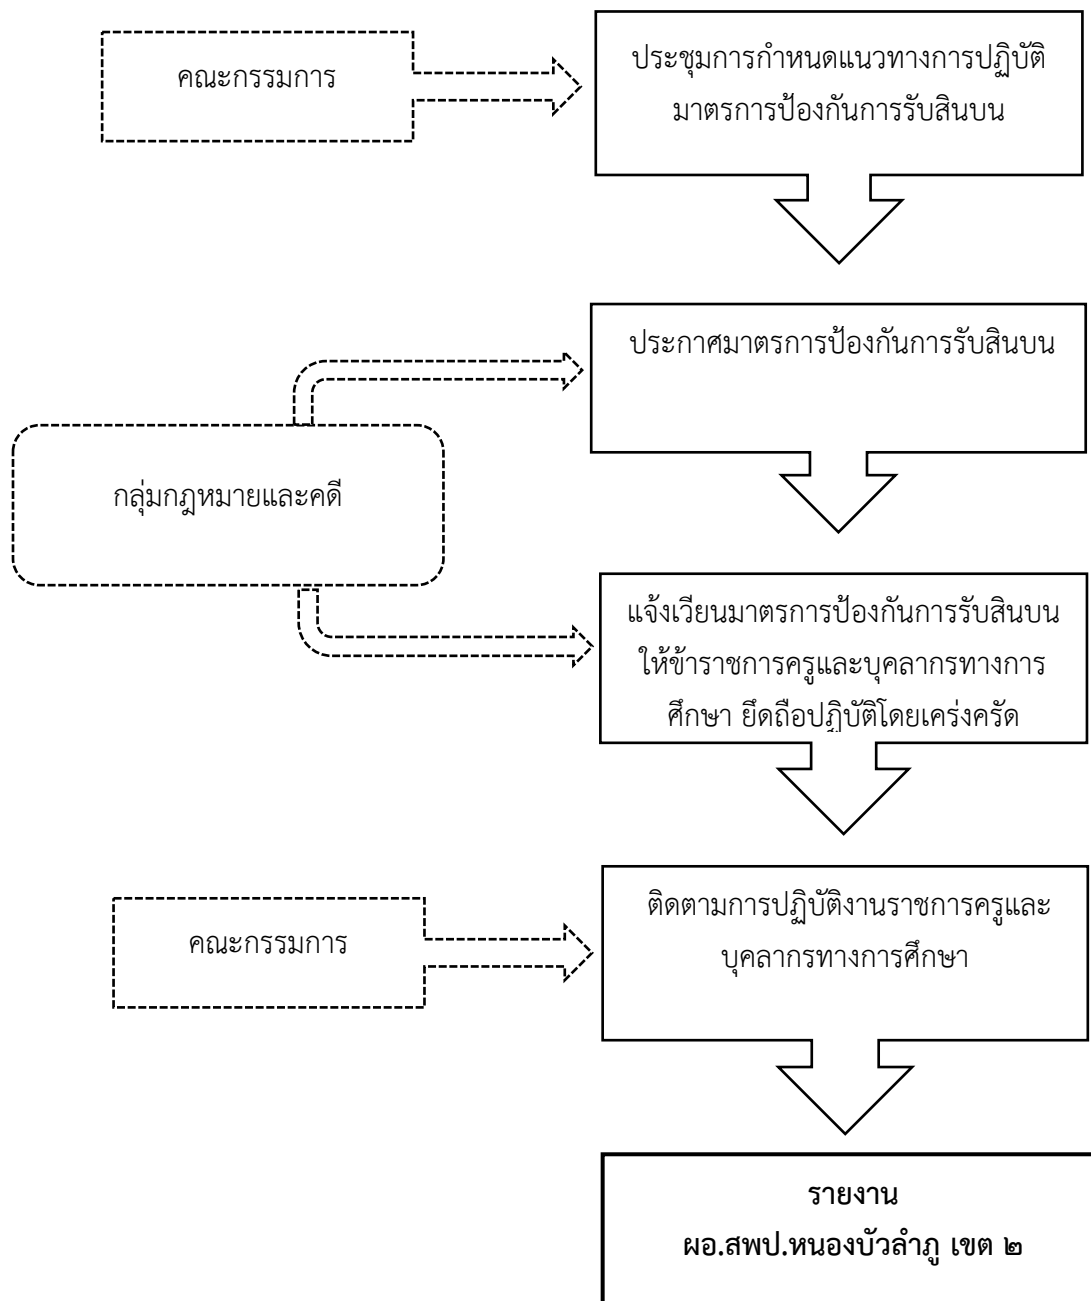 คณะกรรมการ
ประชุมการกำหนดแนวทางการปฏิบัติ
มาตรการป้องกันการรับสินบน
ประกาศมาตรการป้องกันการรับสินบน
กลุ่มกฎหมายและคดี
แจ้งเวียนมาตรการป้องกันการรับสินบน
ให้ข้าราชการครูและบุคลากรทางการ
ศึกษา ยึดถือปฏิบัติโดยเคร่งครัด
คณะกรรมการ
ติดตามการปฏิบัติงานราชการครูและ
บุคลากรทางการศึกษา
รายงาน
ผอ.สพป.หนองบัวลำภู เขต ๒